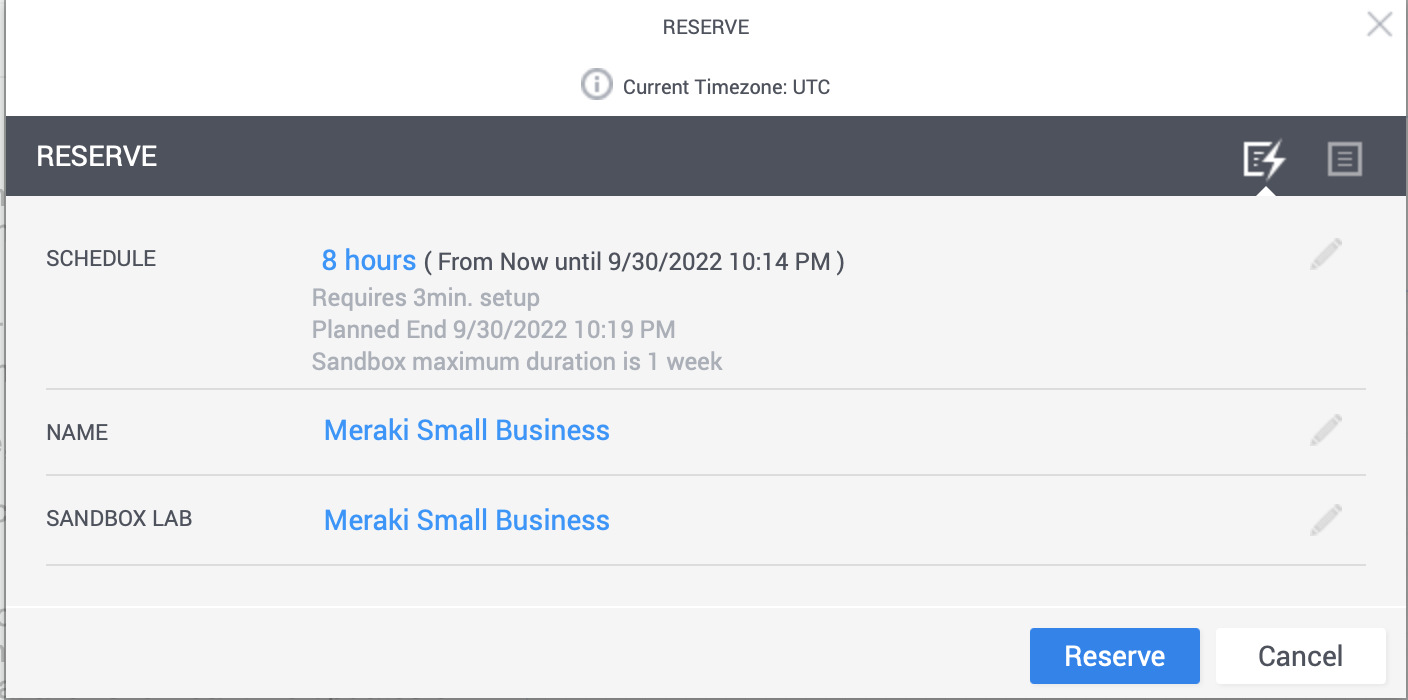 RESERVE
Current Timezone: UTC
RESERVE
SCHEDULE
8 hours ( From Now until 9/30/2022 10:14 PM )
Requires 3min. setup
Planned End 9/30/2022 10:19 PM
Sandbox maximum duration is 1 week
NAME
Meraki Small Business
SANDBOX LAB
Meraki Small Business
Reserve
Cancel